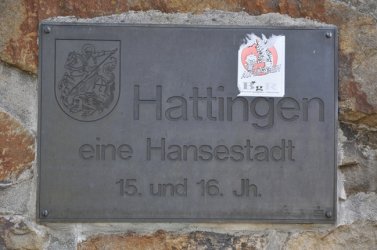 Hattingen
eine Hansestadt
15. und 16. Jh.